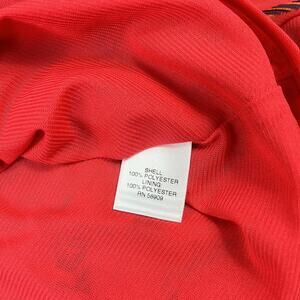 SHELL
100% POLYESTER
LINING
100% POLYESTER
RN 58909